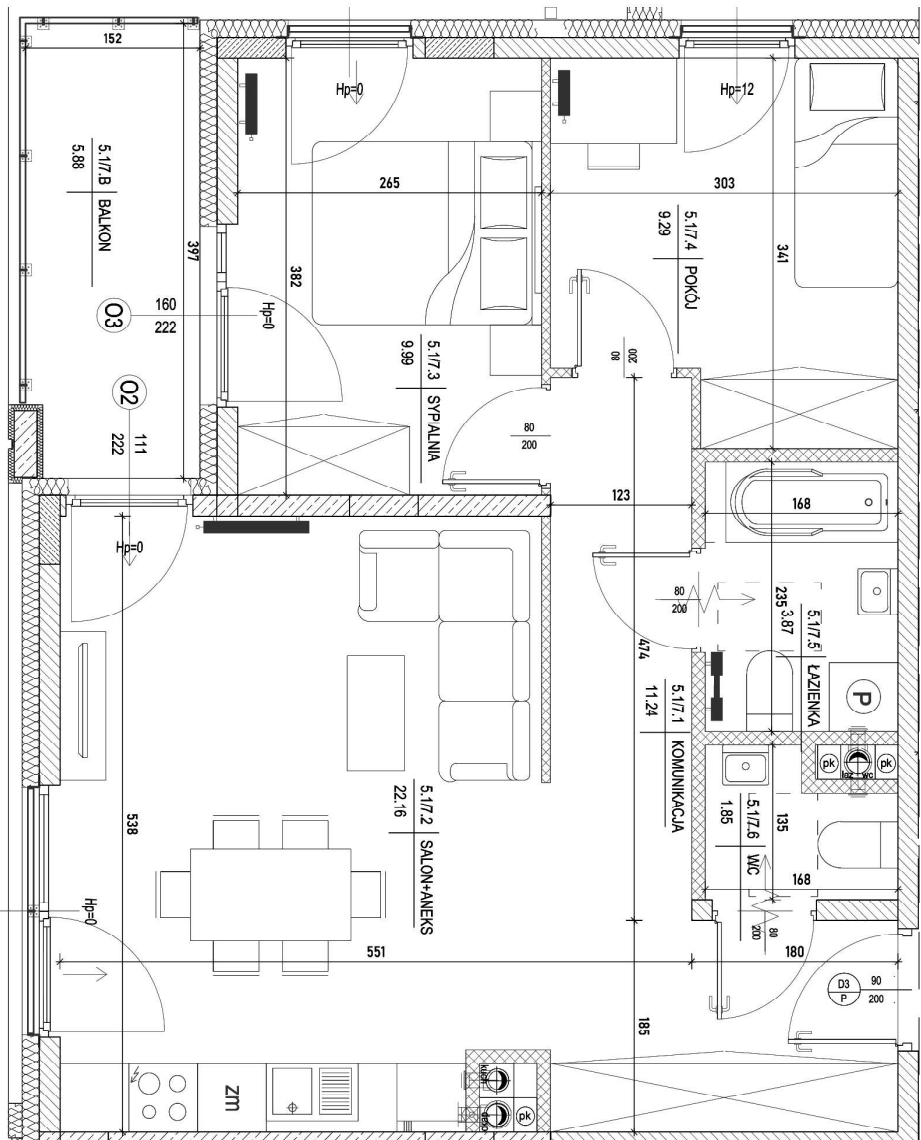 152
Hp=0
Hp=12
5.1/7.B BALKON
5.88
265
303
397
382
341
5.1/7.4 POKÓJ
9.29
O3
160
222
Hp=0
5.1/7.3 SYPIALNIA
9.99
80
200
O2
111
222
80
200
123
168
Hp=0
80
200
235
5.1/7.5 ŁAZIENKA
3.87
474
P
5.1/7.1 KOMUNIKACJA
11.24
pk
pk
łaz
wc
5.1/7.2 SALON+ANEKS
22.16
538
135
5.1/7.6 WC
1.85
168
Hp=0
80
200
551
180
D3
P
90
200
185
zm
kuch
pk